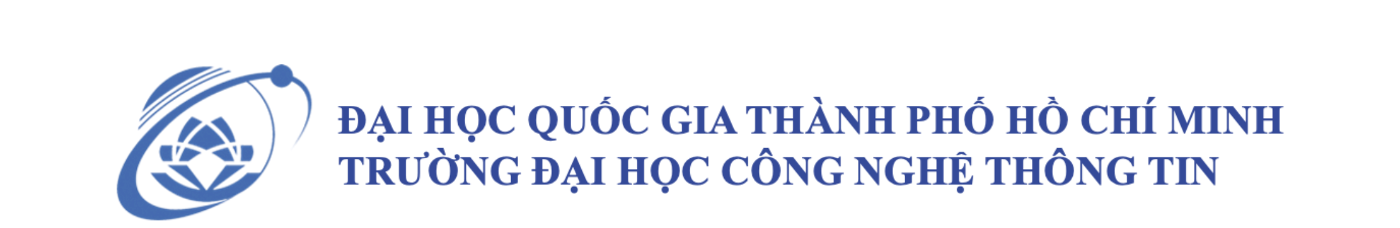 ĐẠI HỌC QUỐC GIA THÀNH PHỐ HỒ CHÍ MINH
TRƯỜNG ĐẠI HỌC CÔNG NGHỆ THÔNG TIN